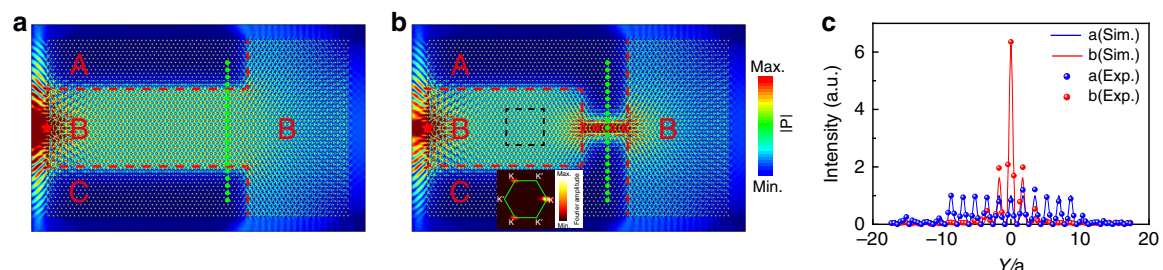 a
A
B
B
C
b
A
B
B
C
K
K'
K'
K
K
K'
Max.
Min.
Fourier amplitude
Max.
|P|
Min.
c
6
4
2
0
Intensity (a.u.)
a(Sim.)
b(Sim.)
a(Exp.)
b(Exp.)
−20
−10
0
10
20
Y/a